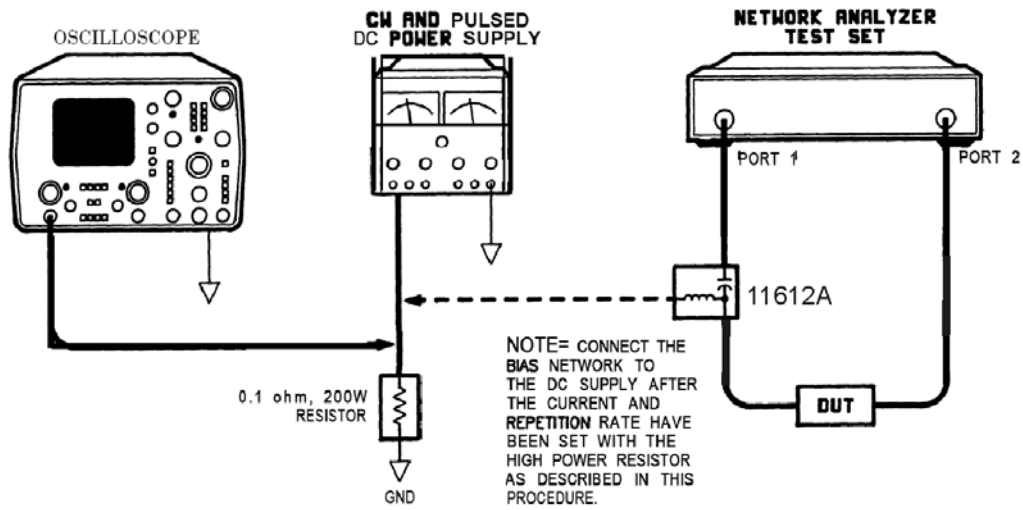 OSCILLOSCOPE
CW AND PULSED
DC POWER SUPPLY
NETWORK ANALYZER
TEST SET
PORT 1
PORT 2
11612A
NOTE= CONNECT THE
BIAS NETWORK TO
THE DC SUPPLY AFTER
THE CURRENT AND
REPETITION RATE HAVE
BEEN SET WITH THE
HIGH POWER RESISTOR
AS DESCRIBED IN THIS
PROCEDURE.
0.1 ohm, 200W
RESISTOR
GND
DUT